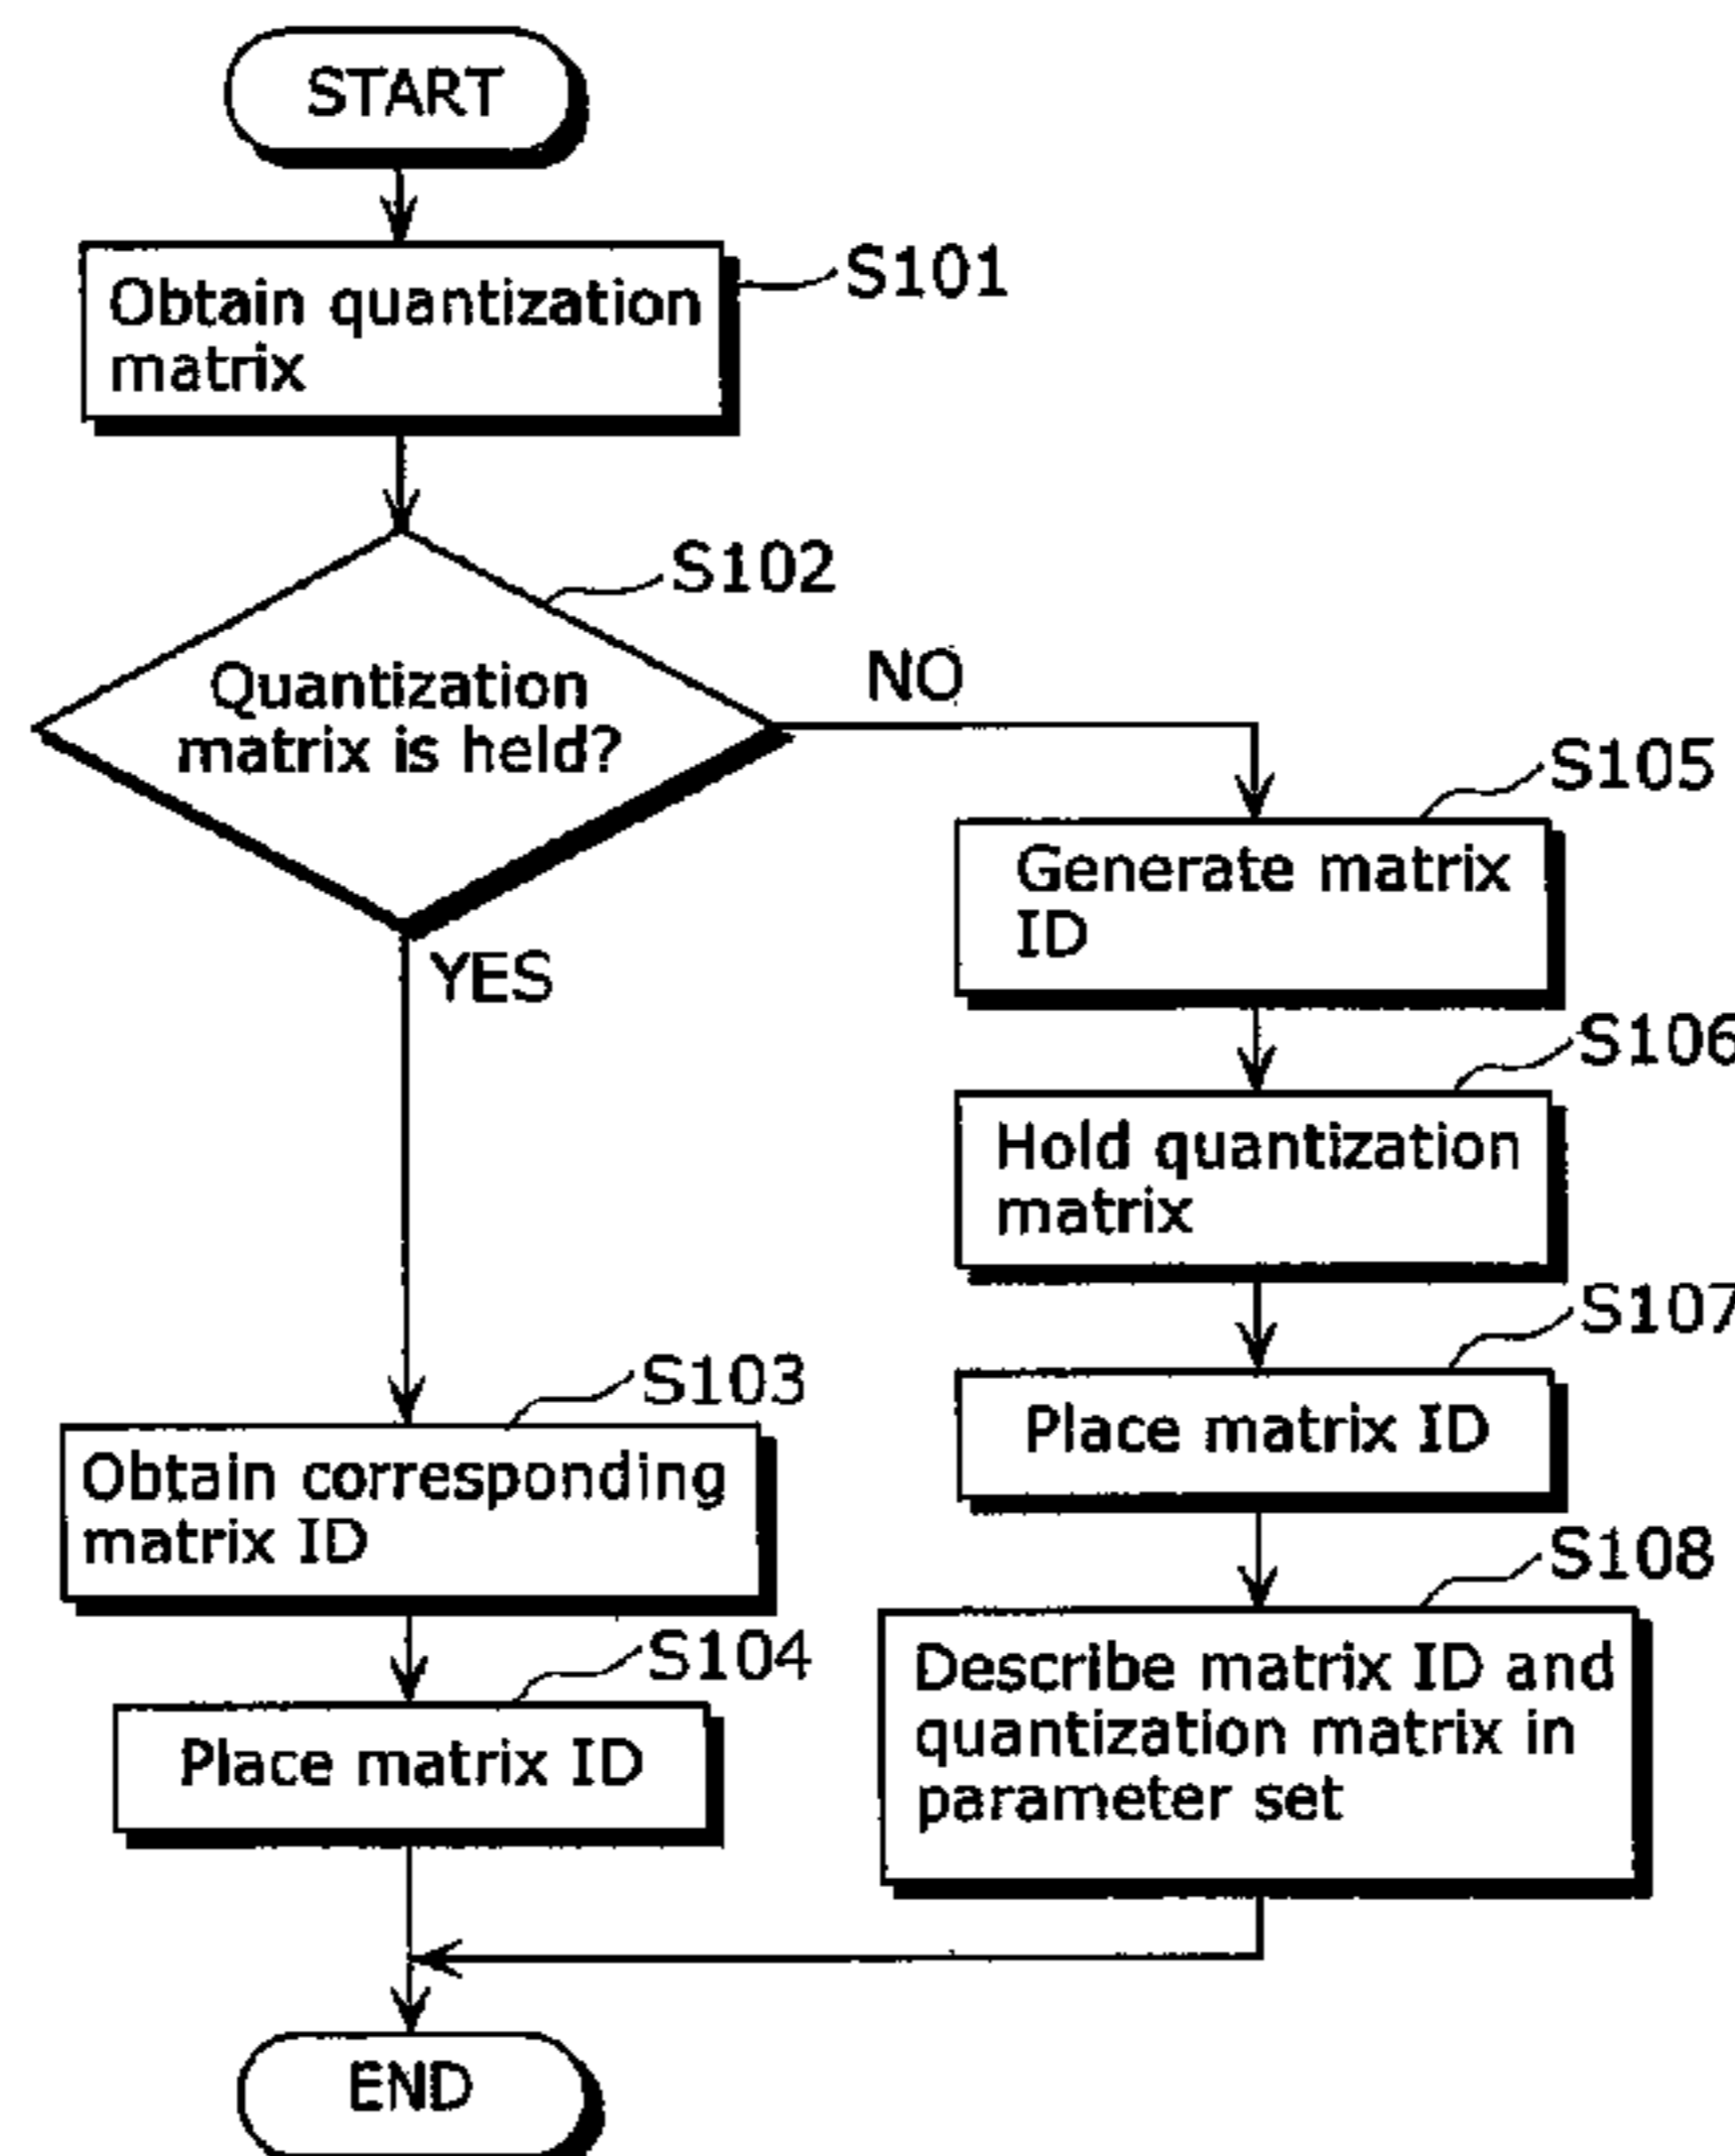 START
Obtain quantization
matrix
S101
S102
Quantization
matrix is held?
NO
YES
S105
Generate matrix
ID
S106
Hold quantization
matrix
S107
Place matrix ID
S103
Obtain corresponding
matrix ID
S104
Place matrix ID
S108
Describe matrix ID and
quantization matrix in
parameter set
END